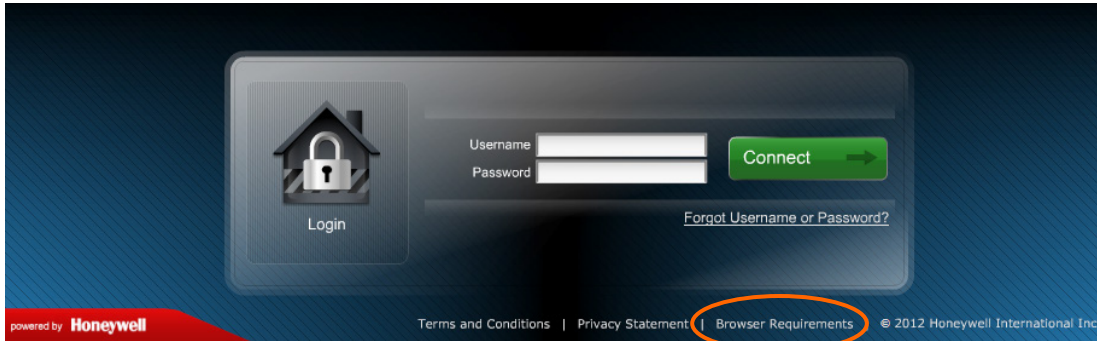 Username
Password
Connect
Login
Forgot Username or Password?
powered by Honeywell
Terms and Conditions | Privacy Statement | Browser Requirements © 2012 Honeywell International Inc